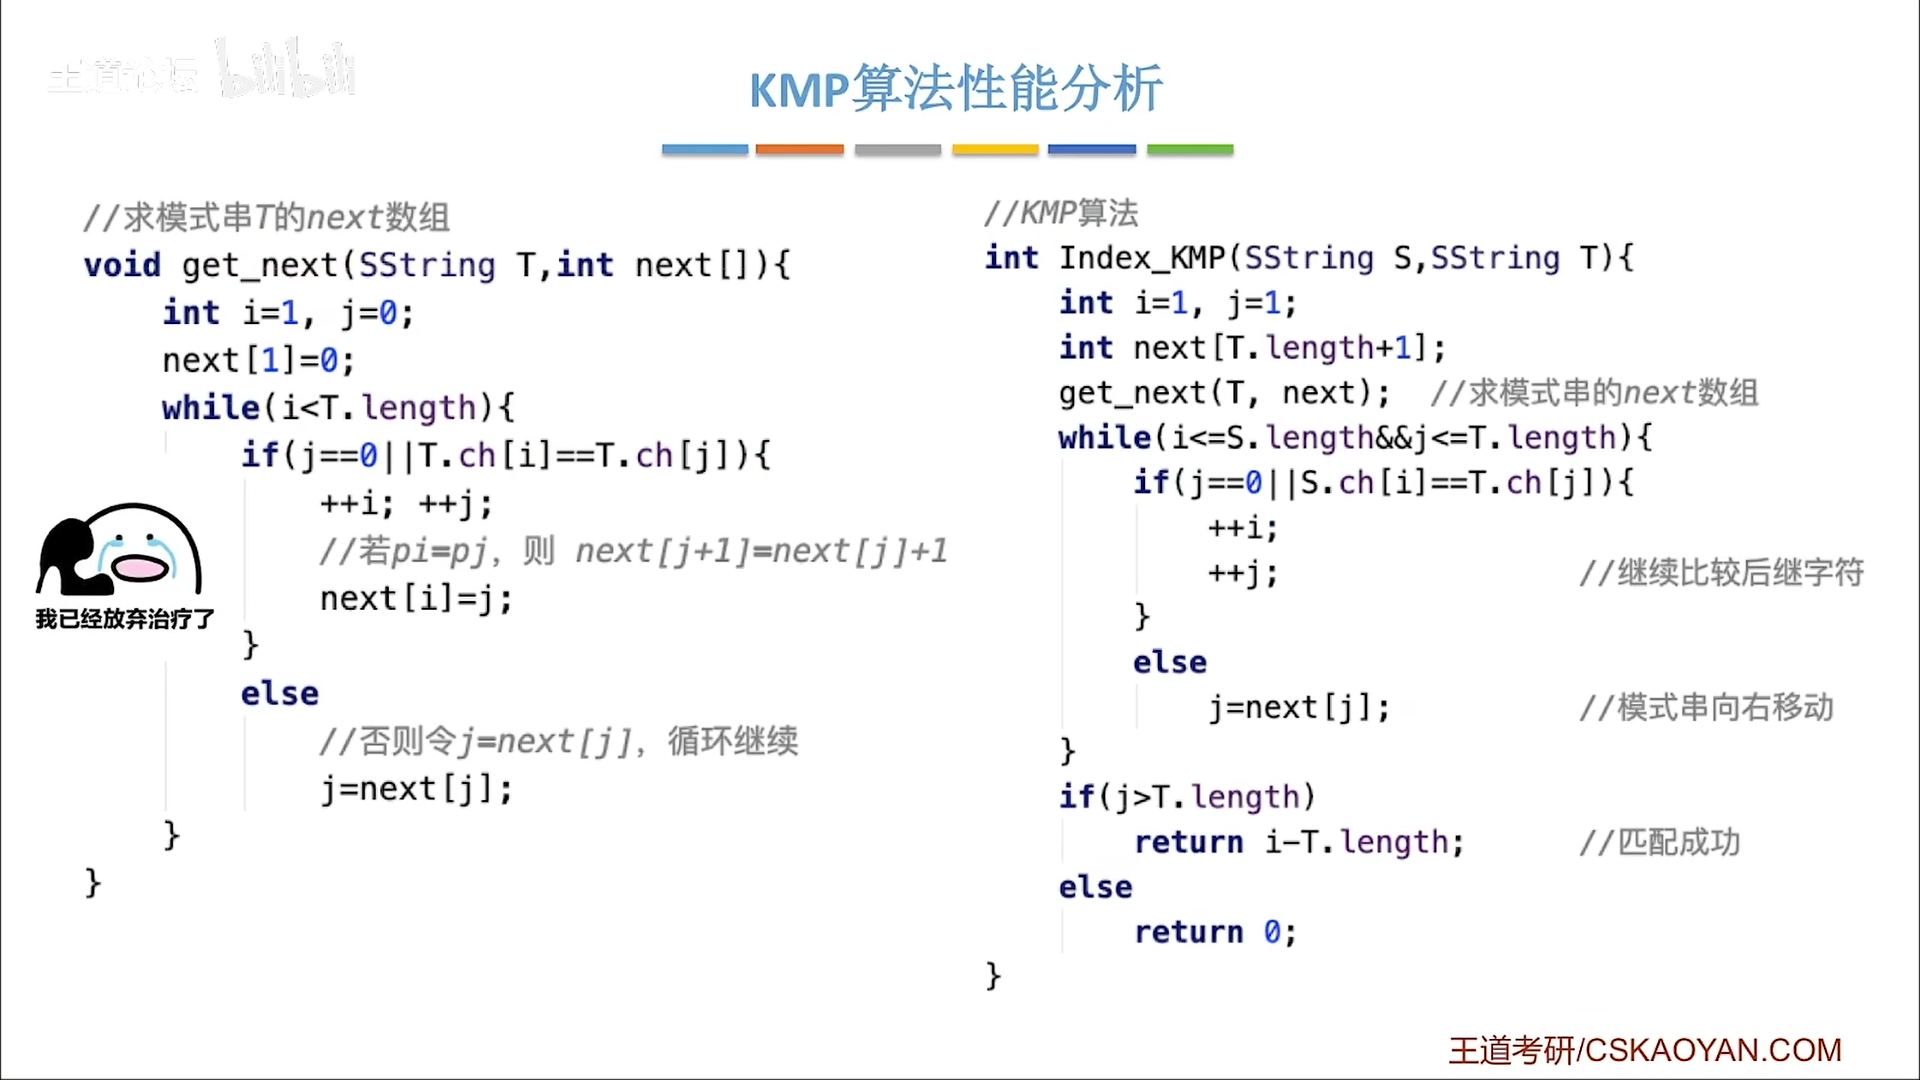 王道论坛 bilibili
KMP算法性能分析
//求模式串T的next数组
void get_next(SString T,int next[]){
int i=1, j=0;
next[1]=0;
while(i<T.length){
if(j==0||T.ch[i]==T.ch[j]){
++i; ++j;
//若pi=pj，则 next[j+1]=next[j]+1
next[i]=j;
}
else
//否则令j=next[j]，循环继续
j=next[j];
}
}
我已经放弃治疗了
//KMP算法
int Index_KMP(SString S,SString T){
int i=1, j=1;
int next[T.length+1];
get_next(T, next); //求模式串的next数组
while(i<=S.length&&j<=T.length){
if(j==0||S.ch[i]==T.ch[j]){
++i;
++j; //继续比较后继字符
}
else
j=next[j]; //模式串向右移动
}
if(j>T.length)
return i-T.length; //匹配成功
else
return 0;
}
王道考研/CSKAOYAN.COM